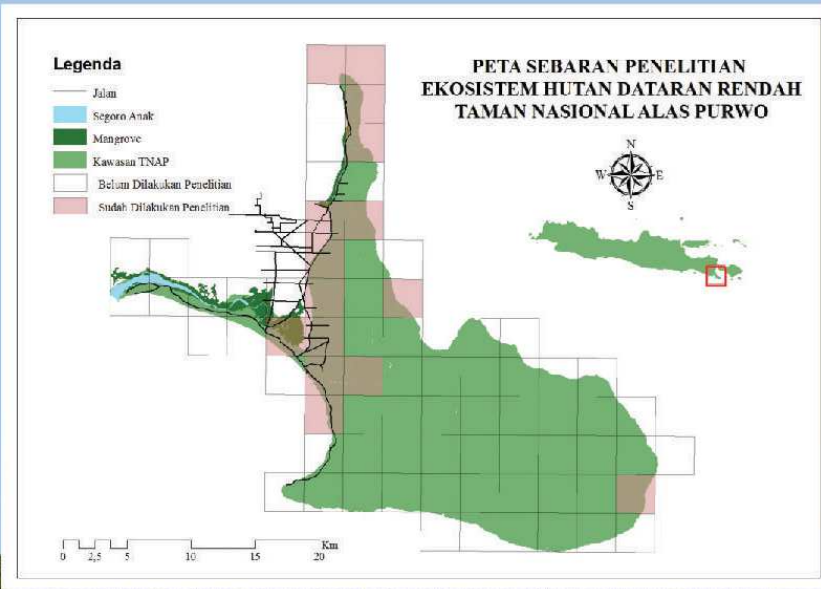 PETA SEBARAN PENELITIAN
EKOSISTEM HUTAN DATARAN RENDAH
TAMAN NASIONAL ALAS PURWO
Legenda
Jalan
Segoro Anak
Mangrove
Kawasan TNAP
Belum Dilakukan Penelitian
Sudah Dilakukan Penelitian
N
W E
S
Km
0 2,5 5 10 15 20